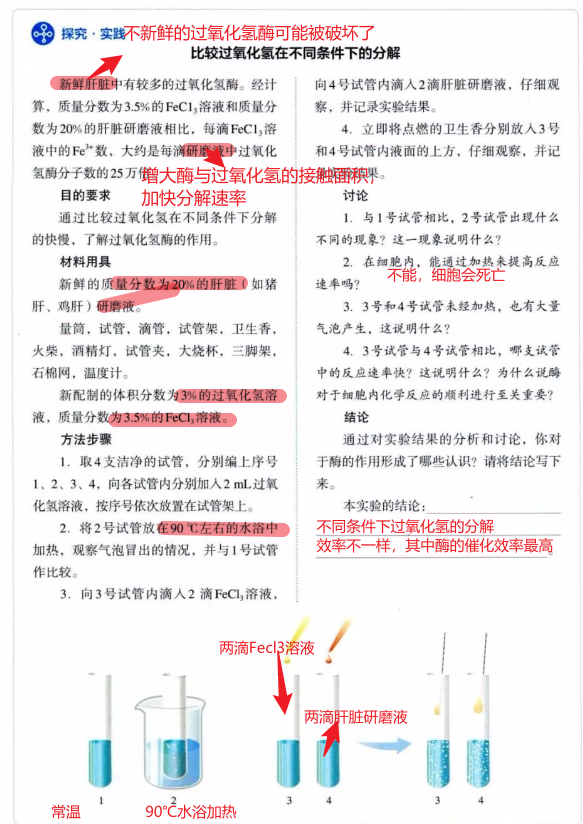 探究·实践
不新鲜的过氧化氢酶可能被破坏了
比较过氧化氢在不同条件下的分解
新鲜肝脏中有较多的过氧化氢酶。经计
算，质量分数为3.5%的FeCl3溶液和质量分
数为20%的肝脏研磨液相比，每滴FeCl3溶
液中的Fe³⁺数，大约是每滴研磨液中过氧化
氢酶分子数的25万
增大酶与过氧化氢的接触面积，
加快分解速率
目的要求
通过比较过氧化氢在不同条件下分解
的快慢，了解过氧化氢酶的作用。
材料用具
新鲜的质量分数为20%的肝脏（如猪
肝、鸡肝）研磨液。
量筒，试管，滴管，试管架，卫生香，
火柴，酒精灯，试管夹，大烧杯，三脚架，
石棉网，温度计。
新配制的体积分数为3%的过氧化氢溶
液，质量分数为3.5%的FeCl₃溶液。
方法步骤
1. 取4支洁净的试管，分别编上序号
1、2、3、4，向各试管内分别加入2 mL过氧
化氢溶液，按序号依次放置在试管架上。
2. 将2号试管放在90 ℃左右的水浴中
加热，观察气泡冒出的情况，并与1号试管
作比较。
3. 向3号试管内滴入2 滴FeCl₃溶液，
向4号试管内滴入2滴肝脏研磨液，仔细观
察，并记录实验结果。
4. 立即将点燃的卫生香分别放入3号
和4号试管内液面的上方，仔细观察，并记
果。
讨论
1. 与1号试管相比，2号试管出现什么
不同的现象？这一现象说明什么？
2. 在细胞内，能通过加热来提高反应
速率吗？
不能，细胞会死亡
3. 3号和4号试管未经加热，也有大量
气泡产生，这说明什么？
4. 3号试管与4号试管相比，哪支试管
中的反应速率快？这说明什么？为什么说酶
对于细胞内化学反应的顺利进行至关重要？
结论
通过对实验结果的分析和讨论，你对
于酶的作用形成了哪些认识？请将结论写下
来。
本实验的结论：
不同条件下过氧化氢的分解
效率不一样，其中酶的催化效率最高
两滴Fecl3溶液
两滴肝脏研磨液
1
2
3
4
3
4
常温
90℃水浴加热